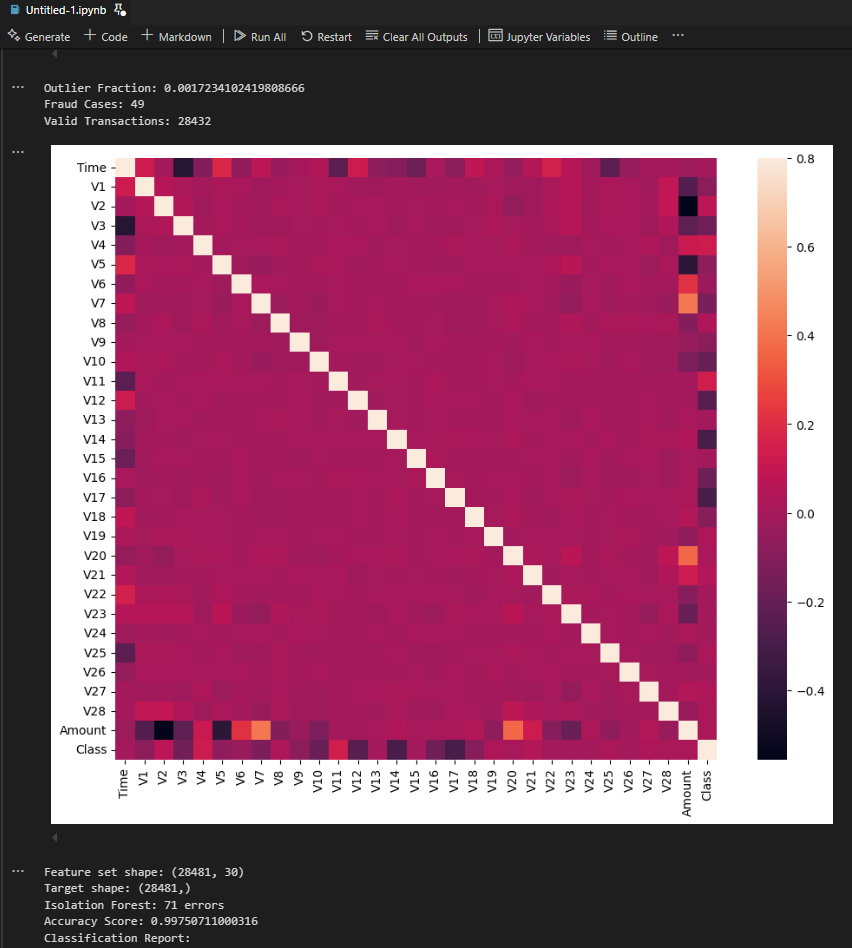 Untitled-1.ipynb
Generate + Code + Markdown | Run All Restart Clear All Outputs | Jupyter Variables Outline ...
...
Outlier Fraction: 0.0017234102419808666
Fraud Cases: 49
Valid Transactions: 28432
...
Time
V1
V2
V3
V4
V5
V6
V7
V8
V9
V10
V11
V12
V13
V14
V15
V16
V17
V18
V19
V20
V21
V22
V23
V24
V25
V26
V27
V28
Amount
Class
Time V1 V2 V3 V4 V5 V6 V7 V8 V9 V10 V11 V12 V13 V14 V15 V16 V17 V18 V19 V20 V21 V22 V23 V24 V25 V26 V27 V28 Amount Class
0.8
0.6
0.4
0.2
0.0
−0.2
−0.4
...
Feature set shape: (28481, 30)
Target shape: (28481,)
Isolation Forest: 71 errors
Accuracy Score: 0.99750711000316
Classification Report: